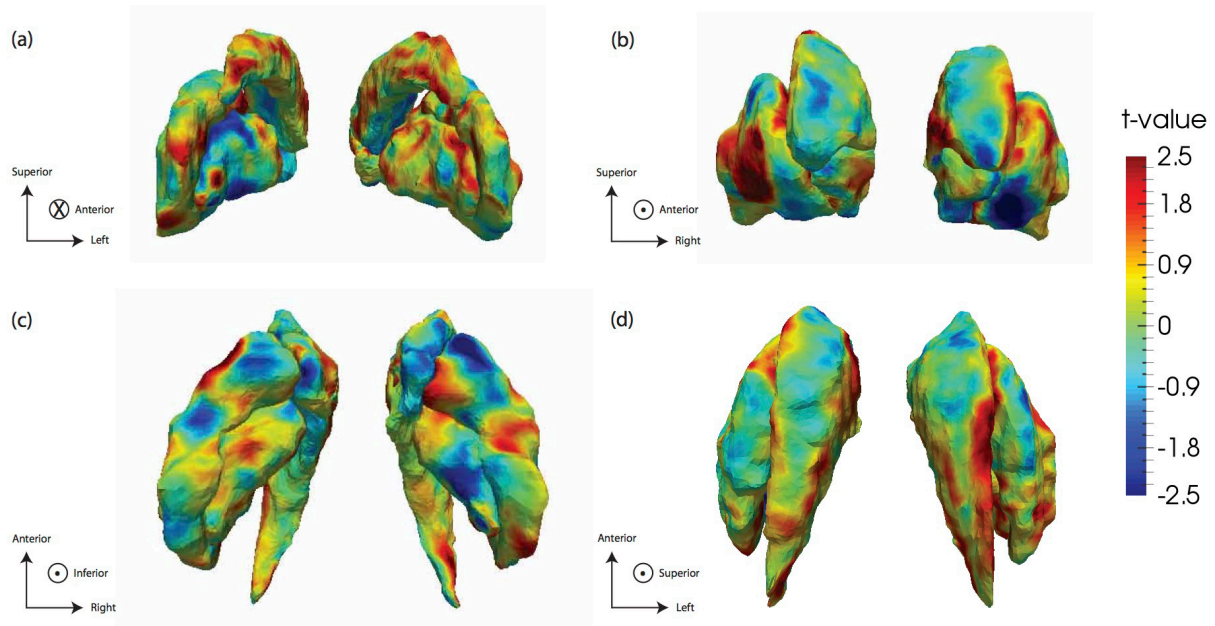 (a)
Superior
Anterior
Left
(b)
Superior
Anterior
Right
t-value
2.5
1.8
0.9
0
-0.9
-1.8
-2.5
(c)
Anterior
Inferior
Right
(d)
Anterior
Superior
Left